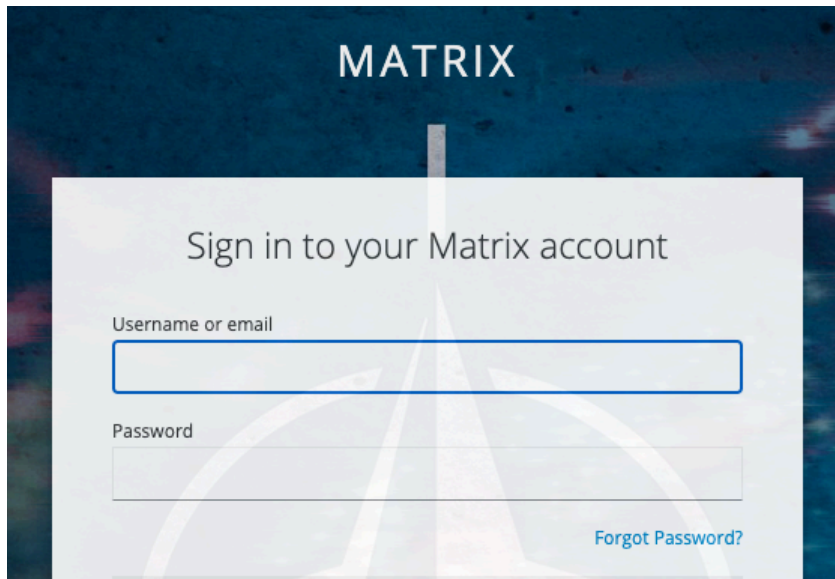 MATRIX
Sign in to your Matrix account
Username or email
Password
Forgot Password?